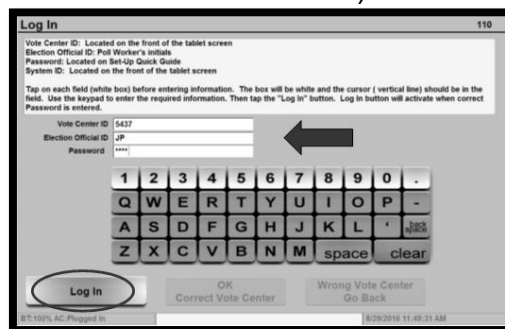 Log In 110
Vote Center ID: Located on the front of the tablet screen
Election Official ID: Poll Worker's initials
Password: Located on Set-Up Quick Guide
System ID: Located on the front of the tablet screen
Tap on each field (white box) before entering information. The box will be white and the cursor ( vertical line) should be in the
field. Use the keypad to enter the required information. Then tap the "Log In" button. Log In button will activate when correct
Password is entered.
Vote Center ID 5437
Election Official ID JP
Password ****
1 2 3 4 5 6 7 8 9 0 .
Q W E R T Y U I O P -
A S D F G H J K L ' back space
Z X C V B N M space clear
Log In
OK
Correct Vote Center
Wrong Vote Center
Go Back
BT:100% AC:Plugged In 8/29/2016 11:49:31 AM